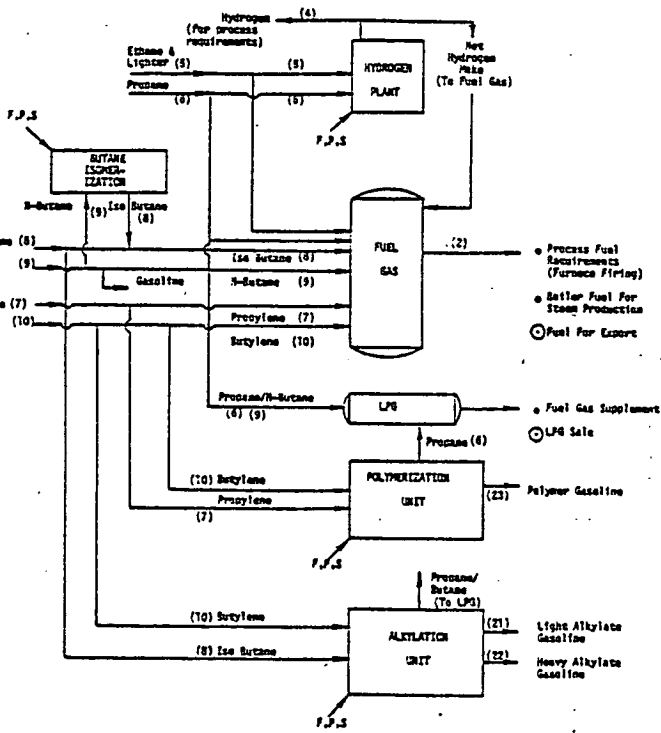 Hydrogen (4)
(for process
requirements)
Ethane &
Lighter (5)
(5)
Propane
(6)
(6)
HYDROGEN
PLANT
Net
Hydrogen
Make
(To Fuel Gas)
F.P.S
F.P.S
BUTANE
ISOMER-
IZATION
N-Butane (9)
Iso Butane
(8)
(8)
(9)
Gasoline
Iso Butane (8)
N-Butane (9)
(7)
(10)
Propylene (7)
Butylene (10)
FUEL
GAS
(2)
Process Fuel
Requirements
(Furnace Firing)
Boiler Fuel For
Steam Production
Fuel For Export
Propane/N-Butane
(6) (9)
LPG
Fuel Gas Supplement
LPG Sale
Propane (6)
(10) Butylene
Propylene
(7)
POLYMERIZATION
UNIT
(23)
Polymer Gasoline
F.P.S
Propane/
Butane
(To LPG)
(10) Butylene
(8) Iso Butane
ALKYLATION
UNIT
(21)
Light Alkylate
Gasoline
(22)
Heavy Alkylate
Gasoline
F.P.S